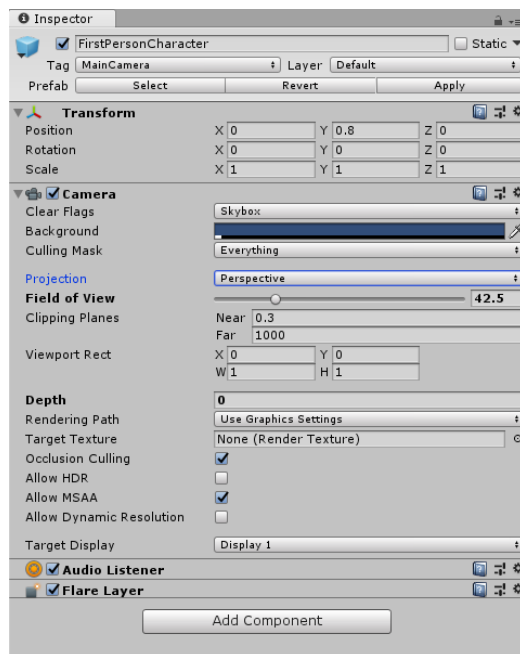 Inspector
FirstPersonCharacter Static
Tag MainCamera Layer Default
Prefab Select Revert Apply
Transform
Position X 0 Y 0.8 Z 0
Rotation X 0 Y 0 Z 0
Scale X 1 Y 1 Z 1
Camera
Clear Flags Skybox
Background
Culling Mask Everything
Projection Perspective
Field of View 42.5
Clipping Planes Near 0.3
Far 1000
Viewport Rect X 0 Y 0
W 1 H 1
Depth 0
Rendering Path Use Graphics Settings
Target Texture None (Render Texture)
Occlusion Culling
Allow HDR
Allow MSAA
Allow Dynamic Resolution
Target Display Display 1
Audio Listener
Flare Layer
Add Component